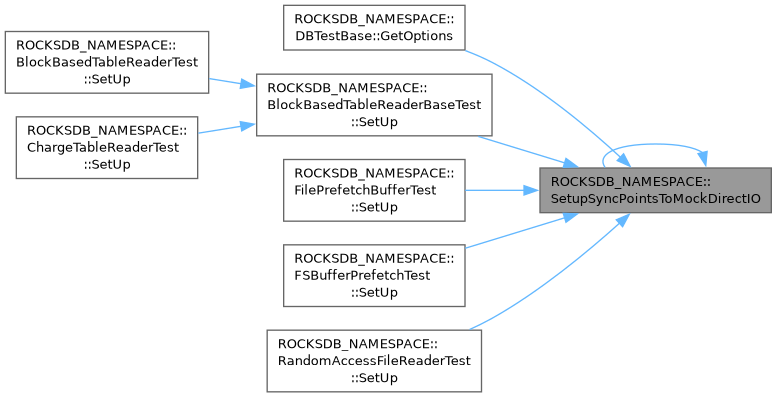 ROCKSDB_NAMESPACE::
DBTestBase::GetOptions
ROCKSDB_NAMESPACE::
BlockBasedTableReaderTest
::SetUp
ROCKSDB_NAMESPACE::
BlockBasedTableReaderBaseTest
::SetUp
ROCKSDB_NAMESPACE::
ChargeTableReaderTest
::SetUp
ROCKSDB_NAMESPACE::
FilePrefetchBufferTest
::SetUp
ROCKSDB_NAMESPACE::
SetupSyncPointsToMockDirectIO
ROCKSDB_NAMESPACE::
FSBufferPrefetchTest
::SetUp
ROCKSDB_NAMESPACE::
RandomAccessFileReaderTest
::SetUp